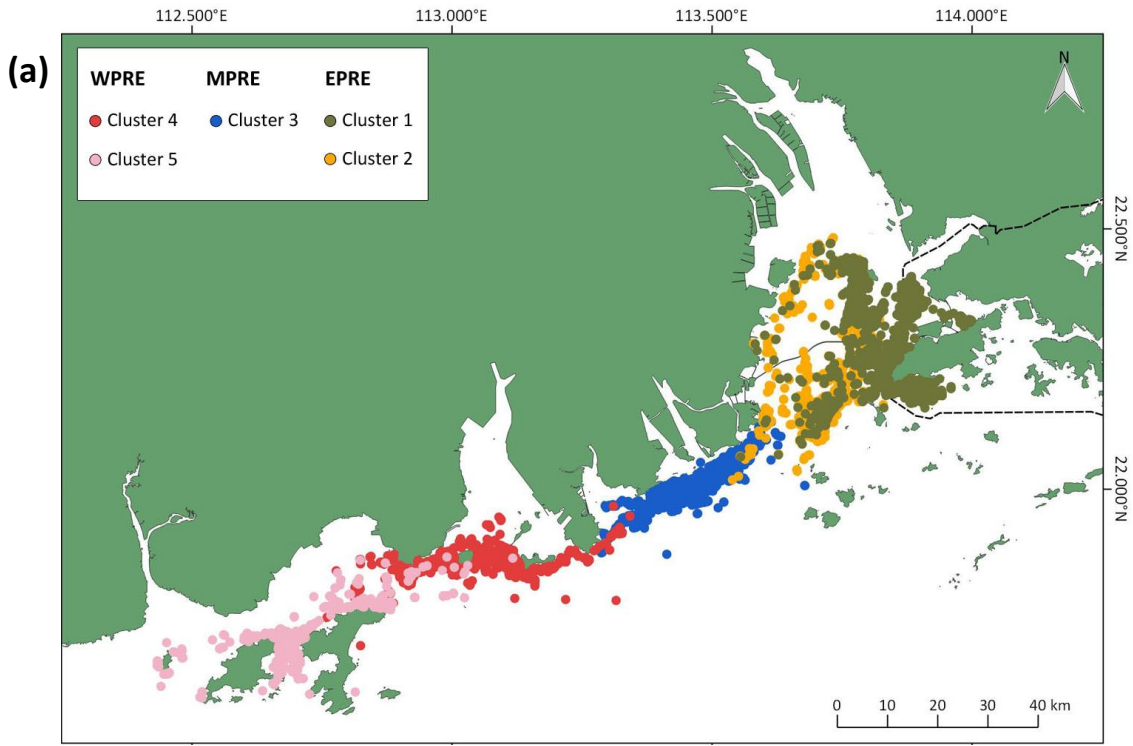 112.500°E 113.000°E 113.500°E 114.000°E
(a)
WPRE MPRE EPRE
Cluster 4 Cluster 3 Cluster 1
Cluster 5 Cluster 2
N
22.500°N
22.000°N
0 10 20 30 40 km